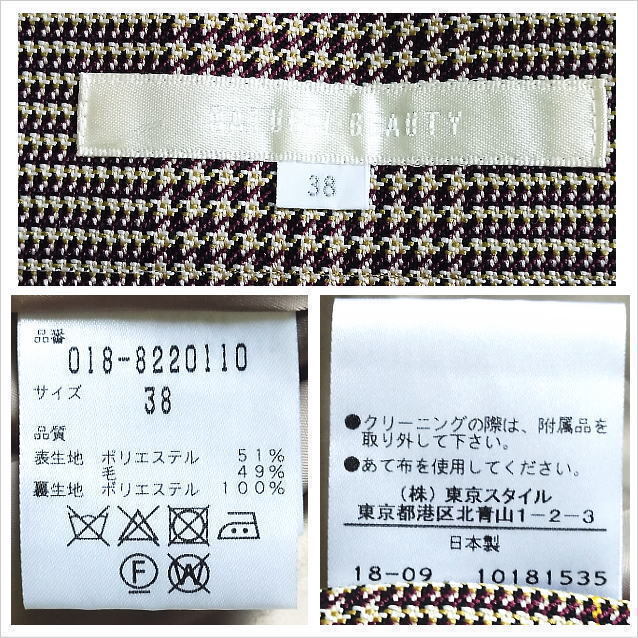 NATURAL BEAUTY
38
品番
018-8220110
サイズ
38
品質
表生地 ポリエステル 51%
毛 49%
裏生地 ポリエステル 100%
F W
●クリーニングの際は、附属品を
取り外して下さい。
●あて布を使用してください。
(株)東京スタイル
東京都港区北青山1-2-3
日本製
18-09 10181535